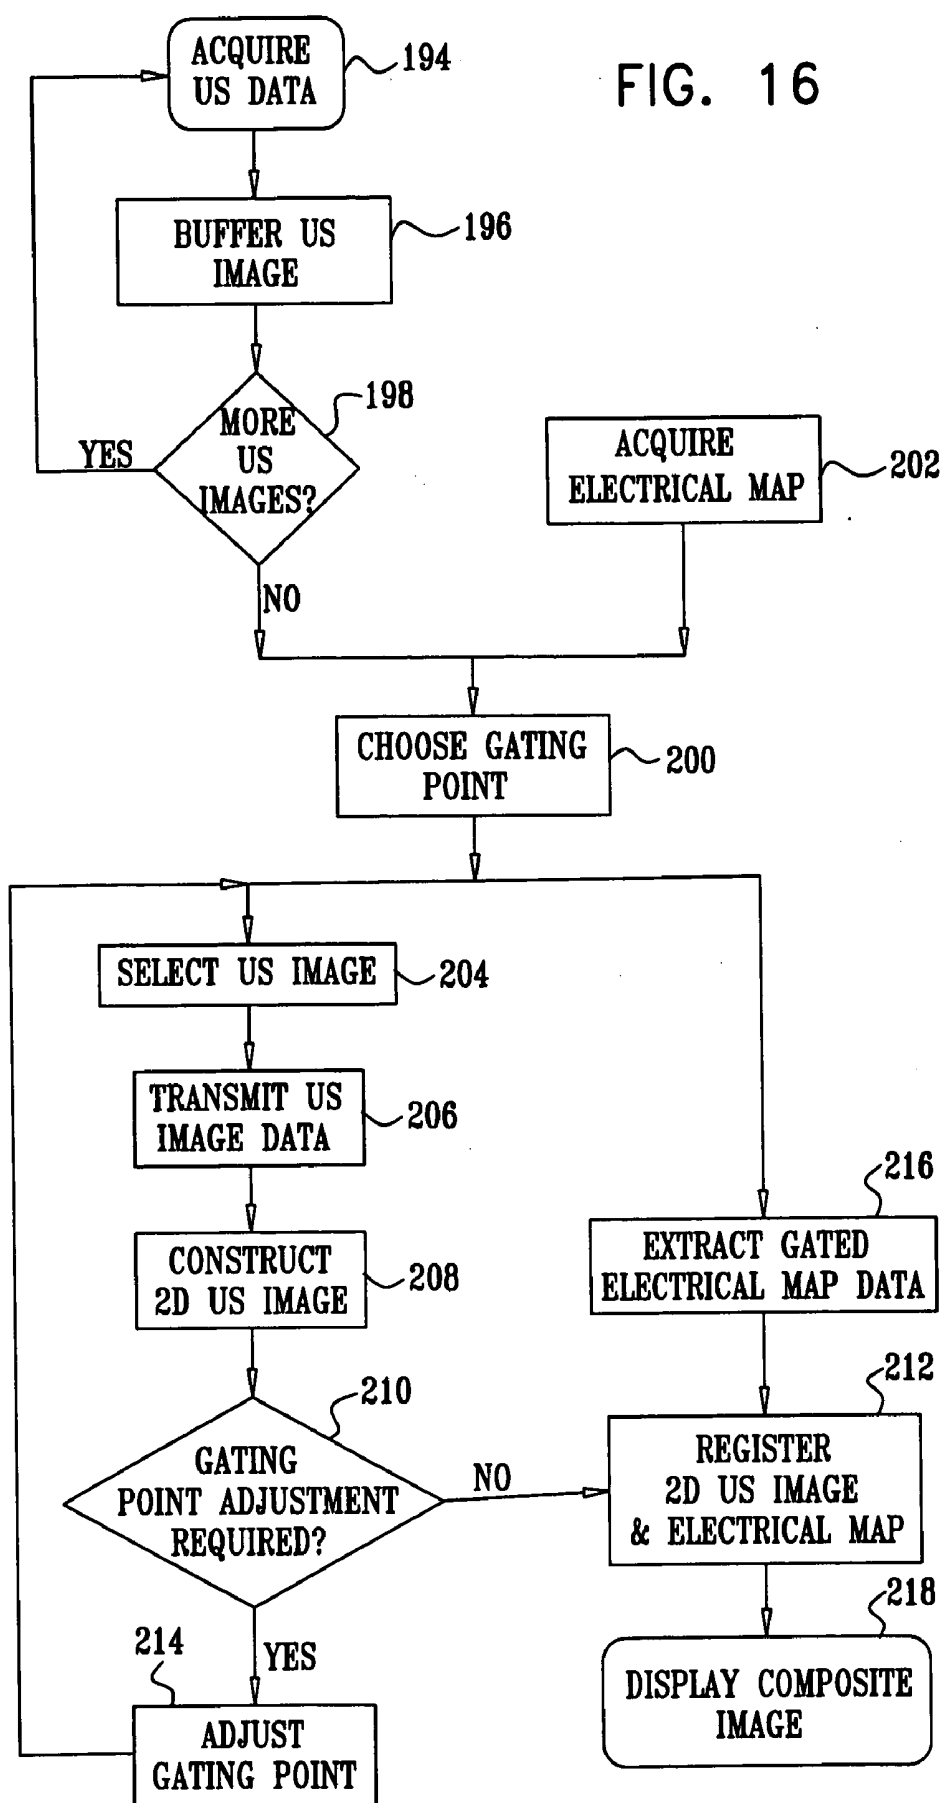 FIG. 16
ACQUIRE
US DATA
194
BUFFER US
IMAGE
196
MORE
US
IMAGES?
198
YES
NO
ACQUIRE
ELECTRICAL MAP
202
CHOOSE GATING
POINT
200
SELECT US IMAGE
204
TRANSMIT US
IMAGE DATA
206
CONSTRUCT
2D US IMAGE
208
GATING
POINT ADJUSTMENT
REQUIRED?
210
NO
YES
214
ADJUST
GATING POINT
216
EXTRACT GATED
ELECTRICAL MAP DATA
212
REGISTER
2D US IMAGE
& ELECTRICAL MAP
218
DISPLAY COMPOSITE
IMAGE